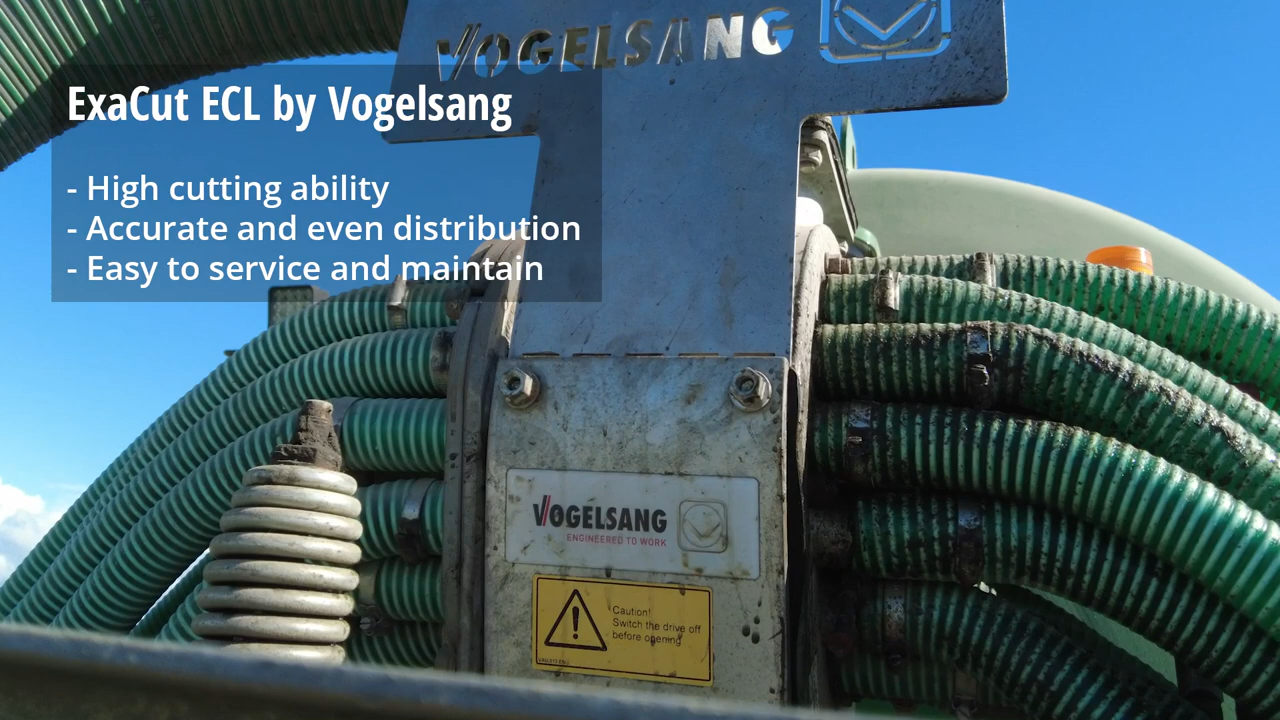 VOGELSANG
ExaCut ECL by Vogelsang
- High cutting ability
- Accurate and even distribution
- Easy to service and maintain
VOGELSANG
ENGINEERED TO WORK
Caution!
Switch the drive off
before opening